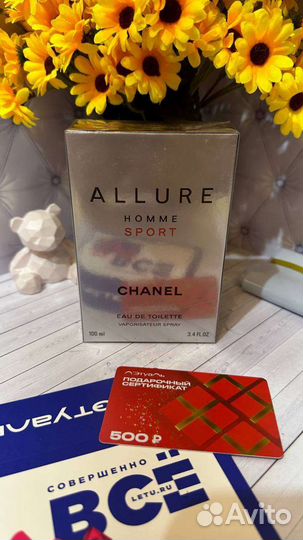 ALLURE
HOMME
SPORT
CHANEL
EAU DE TOILETTE
VAPORISATEUR SPRAY
100 ml 3.4 FL.OZ
Л'ЭТУАЛЬ
ПОДАРОЧНЫЙ
СЕРТИФИКАТ
500 ₽
ЭТУАЛЬ
СОВЕРШЕННО
LETU.RU
ВСЁ
Avito